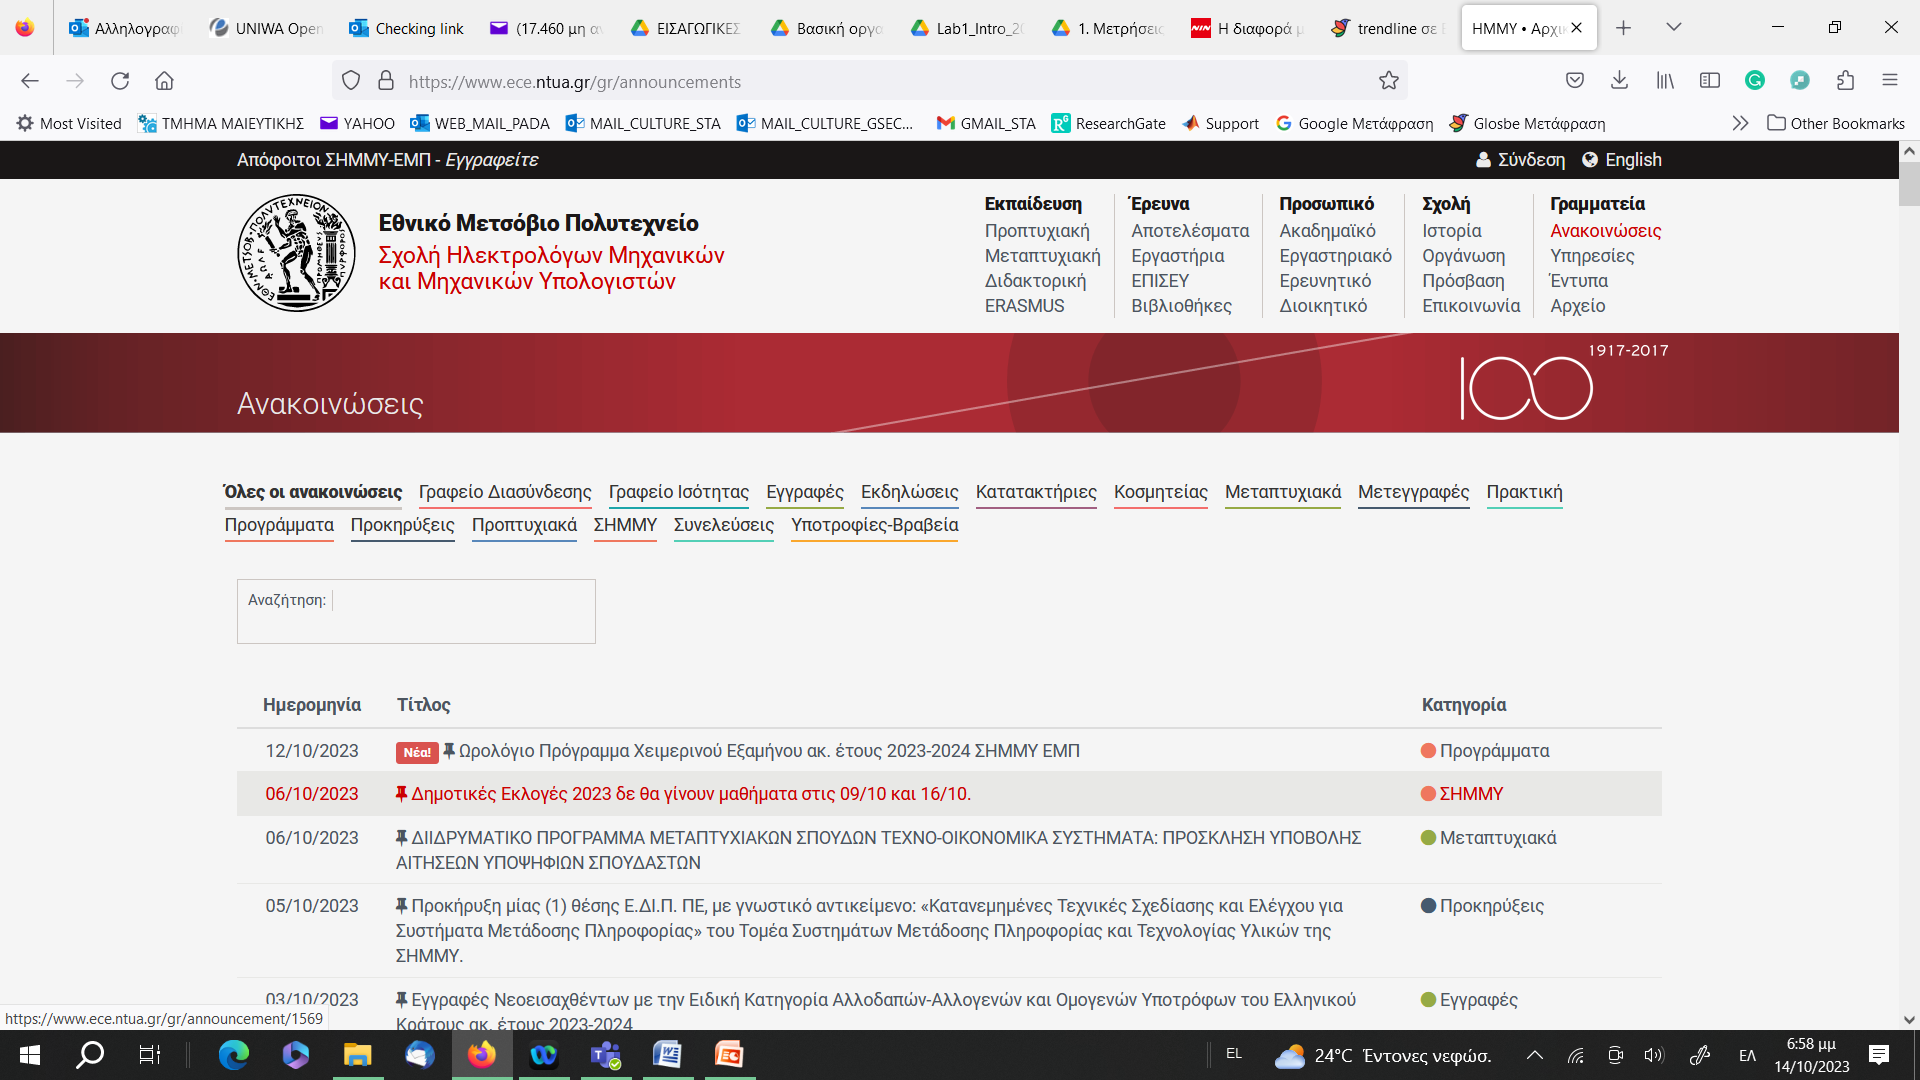 Αλληλογραφ
UNIWA Open
Checking link
(17.460 μη αν
ΕΙΣΑΓΩΓΙΚΕΣ
Βασική οργα
Lab1_Intro_20
1. Μετρήσεις
Η διαφορά μ
trendline σε
ΗΜΜΥ • Αρχικ
https://www.ece.ntua.gr/gr/announcements
Most Visited
ΤΜΗΜΑ ΜΑΙΕΥΤΙΚΗΣ
YAHOO
WEB_MAIL_PADA
MAIL_CULTURE_STA
MAIL_CULTURE_GSEC...
GMAIL_STA
ResearchGate
Support
Google Μετάφραση
Glosbe Μετάφραση
Other Bookmarks
Απόφοιτοι ΣΗΜΜΥ-ΕΜΠ - Εγγραφείτε
Σύνδεση English
Εθνικό Μετσόβιο Πολυτεχνείο
Σχολή Ηλεκτρολόγων Μηχανικών
και Μηχανικών Υπολογιστών
Εκπαίδευση
Προπτυχιακή
Μεταπτυχιακή
Διδακτορική
ERASMUS
Έρευνα
Αποτελέσματα
Εργαστήρια
ΕΠΙΣΕΥ
Βιβλιοθήκες
Προσωπικό
Ακαδημαϊκό
Εργαστηριακό
Ερευνητικό
Διοικητικό
Σχολή
Ιστορία
Οργάνωση
Πρόσβαση
Επικοινωνία
Γραμματεία
Ανακοινώσεις
Υπηρεσίες
Έντυπα
Αρχείο
Ανακοινώσεις
100
1917-2017
Όλες οι ανακοινώσεις Γραφείο Διασύνδεσης Γραφείο Ισότητας Εγγραφές Εκδηλώσεις Κατατακτήριες Κοσμητείας Μεταπτυχιακά Μετεγγραφές Πρακτική
Προγράμματα Προκηρύξεις Προπτυχιακά ΣΗΜΜΥ Συνελεύσεις Υποτροφίες-Βραβεία
Αναζήτηση:
Ημερομηνία Τίτλος Κατηγορία
12/10/2023 Νέα! Ωρολόγιο Πρόγραμμα Χειμερινού Εξαμήνου ακ. έτους 2023-2024 ΣΗΜΜΥ ΕΜΠ Προγράμματα
06/10/2023 Δημοτικές Εκλογές 2023 δε θα γίνουν μαθήματα στις 09/10 και 16/10. ΣΗΜΜΥ
06/10/2023 ΔΙΙΔΡΥΜΑΤΙΚΟ ΠΡΟΓΡΑΜΜΑ ΜΕΤΑΠΤΥΧΙΑΚΩΝ ΣΠΟΥΔΩΝ ΤΕΧΝΟ-ΟΙΚΟΝΟΜΙΚΑ ΣΥΣΤΗΜΑΤΑ: ΠΡΟΣΚΛΗΣΗ ΥΠΟΒΟΛΗΣ Μεταπτυχιακά
ΑΙΤΗΣΕΩΝ ΥΠΟΨΗΦΙΩΝ ΣΠΟΥΔΑΣΤΩΝ
05/10/2023 Προκήρυξη μίας (1) θέσης Ε.ΔΙ.Π. ΠΕ, με γνωστικό αντικείμενο: «Κατανεμημένες Τεχνικές Σχεδίασης και Ελέγχου για Προκηρύξεις
Συστήματα Μετάδοσης Πληροφορίας» του Τομέα Συστημάτων Μετάδοσης Πληροφορίας και Τεχνολογίας Υλικών της
ΣΗΜΜΥ.
03/10/2023 Εγγραφές Νεοεισαχθέντων με την Ειδική Κατηγορία Αλλοδαπών-Αλλογενών και Ομογενών Υποτρόφων του Ελληνικού Εγγραφές
Κράτους ακ. έτους 2023-2024
https://www.ece.ntua.gr/gr/announcement/1569
EL
24°C Έντονες νεφώσ.
ΕΛ
6:58 μμ
14/10/2023